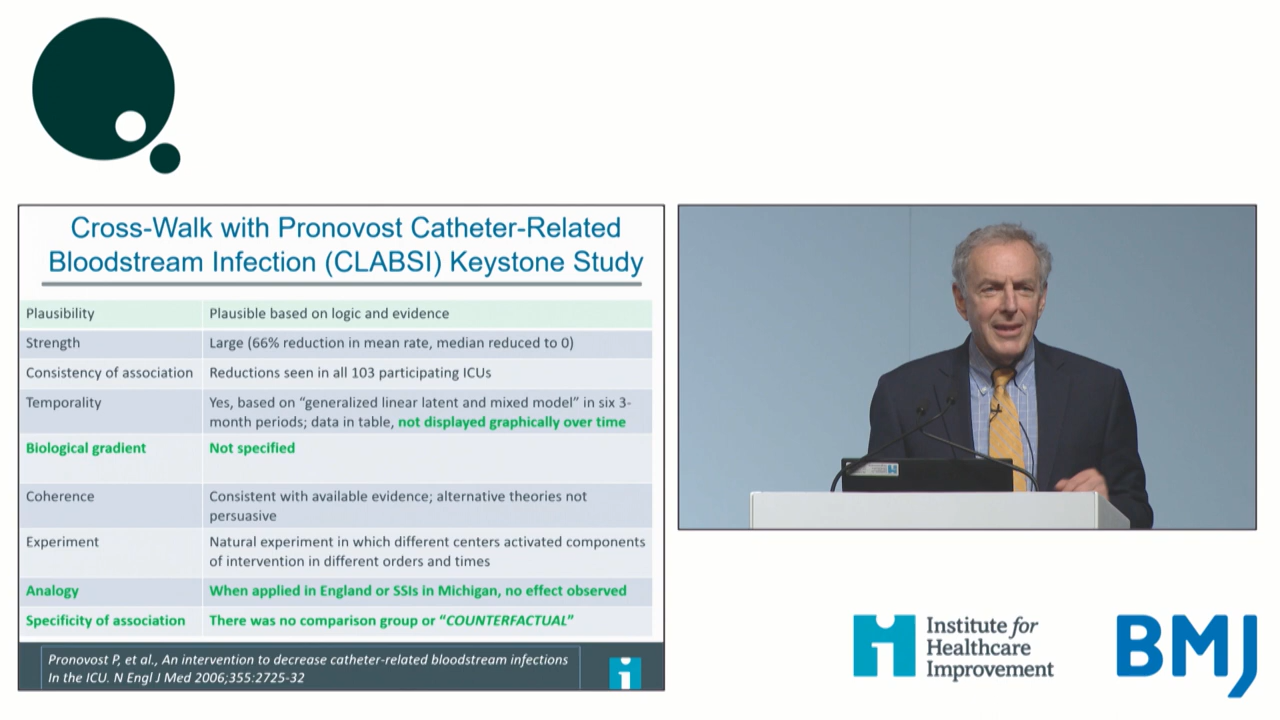 Cross-Walk with Pronovost Catheter-Related
Bloodstream Infection (CLABSI) Keystone Study
Plausibility
Plausible based on logic and evidence
Strength
Large (66% reduction in mean rate, median reduced to 0)
Consistency of association
Reductions seen in all 103 participating ICUs
Temporality
Yes, based on “generalized linear latent and mixed model” in six 3-
month periods; data in table, not displayed graphically over time
Biological gradient
Not specified
Coherence
Consistent with available evidence; alternative theories not
persuasive
Experiment
Natural experiment in which different centers activated components
of intervention in different orders and times
Analogy
When applied in England or SSIs in Michigan, no effect observed
Specificity of association
There was no comparison group or “COUNTERFACTUAL”
Pronovost P, et al., An intervention to decrease catheter-related bloodstream infections
In the ICU. N Engl J Med 2006;355:2725-32
Institute for
Healthcare
Improvement
BMJ